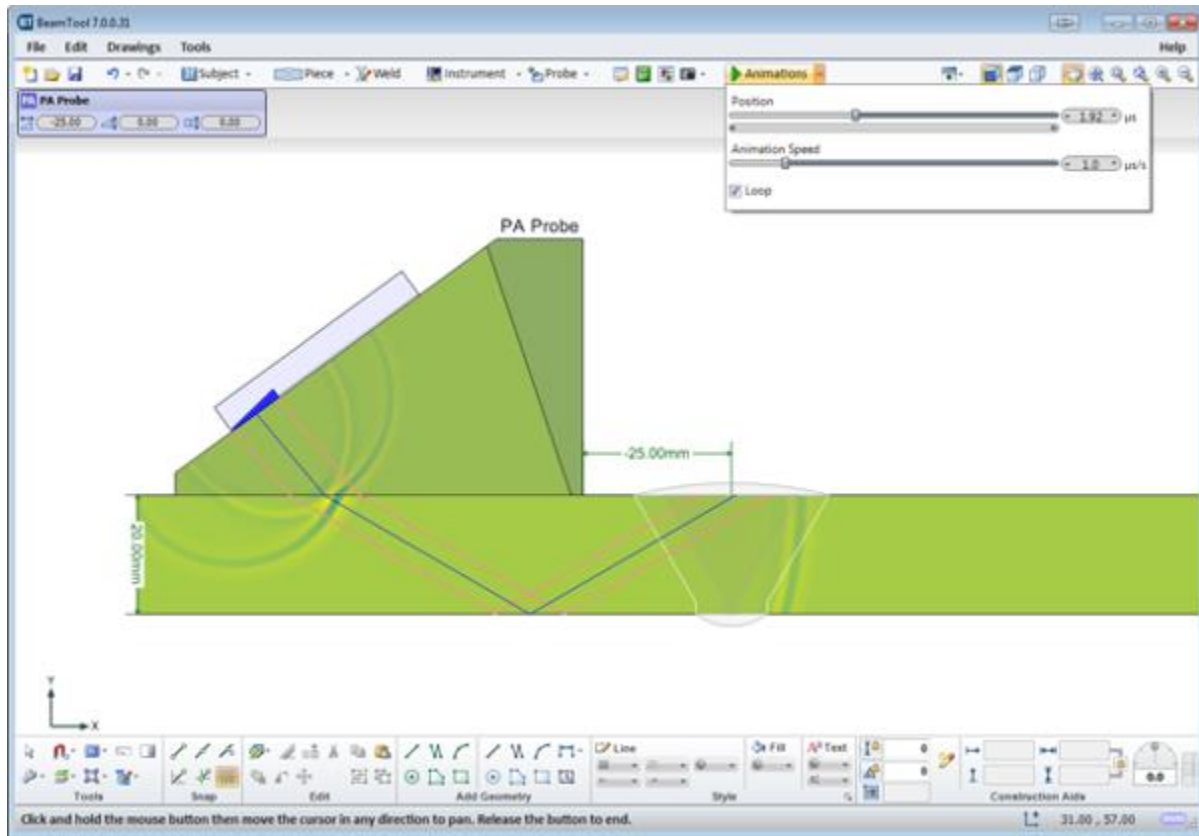 BeamTool 7.0.0.31
File Edit Drawings Tools Help
Subject Piece Weld Instrument Probe Animations
PA PA Probe
-25.00 0.00 0.00
Position
1.92 µs
Animation Speed
1.0 µs/s
Loop
PA Probe
-25.00mm
20.00mm
Y
X
Line Fill Text 0
0
0.0
Tools Snap Edit Add Geometry Style Construction Aids
Click and hold the mouse button then move the cursor in any direction to pan. Release the button to end. 31.00 , 57.00